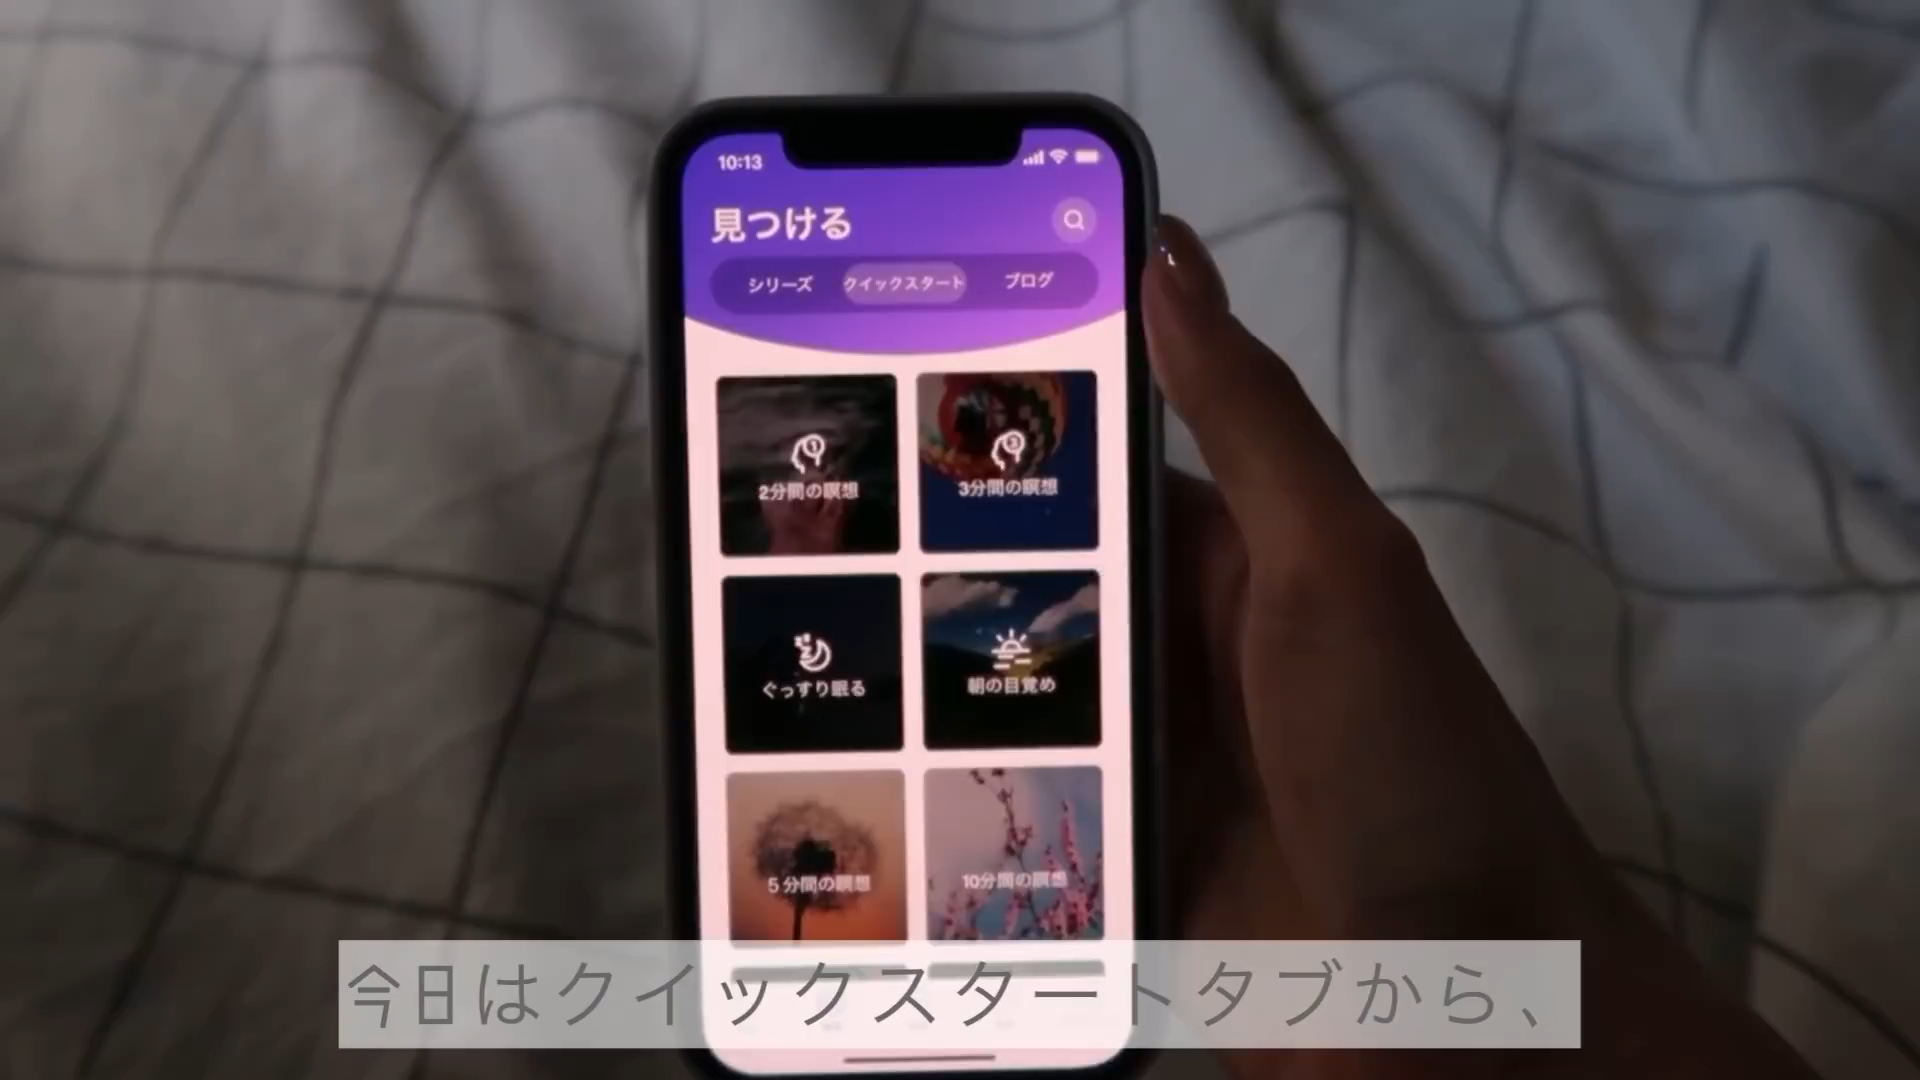 10:13
見つける
シリーズ
クイックスタート
ブログ
2分間の瞑想
3分間の瞑想
ぐっすり眠る
朝の目覚め
5分間の瞑想
10分間の瞑想
今日はクイックスタートタブから、